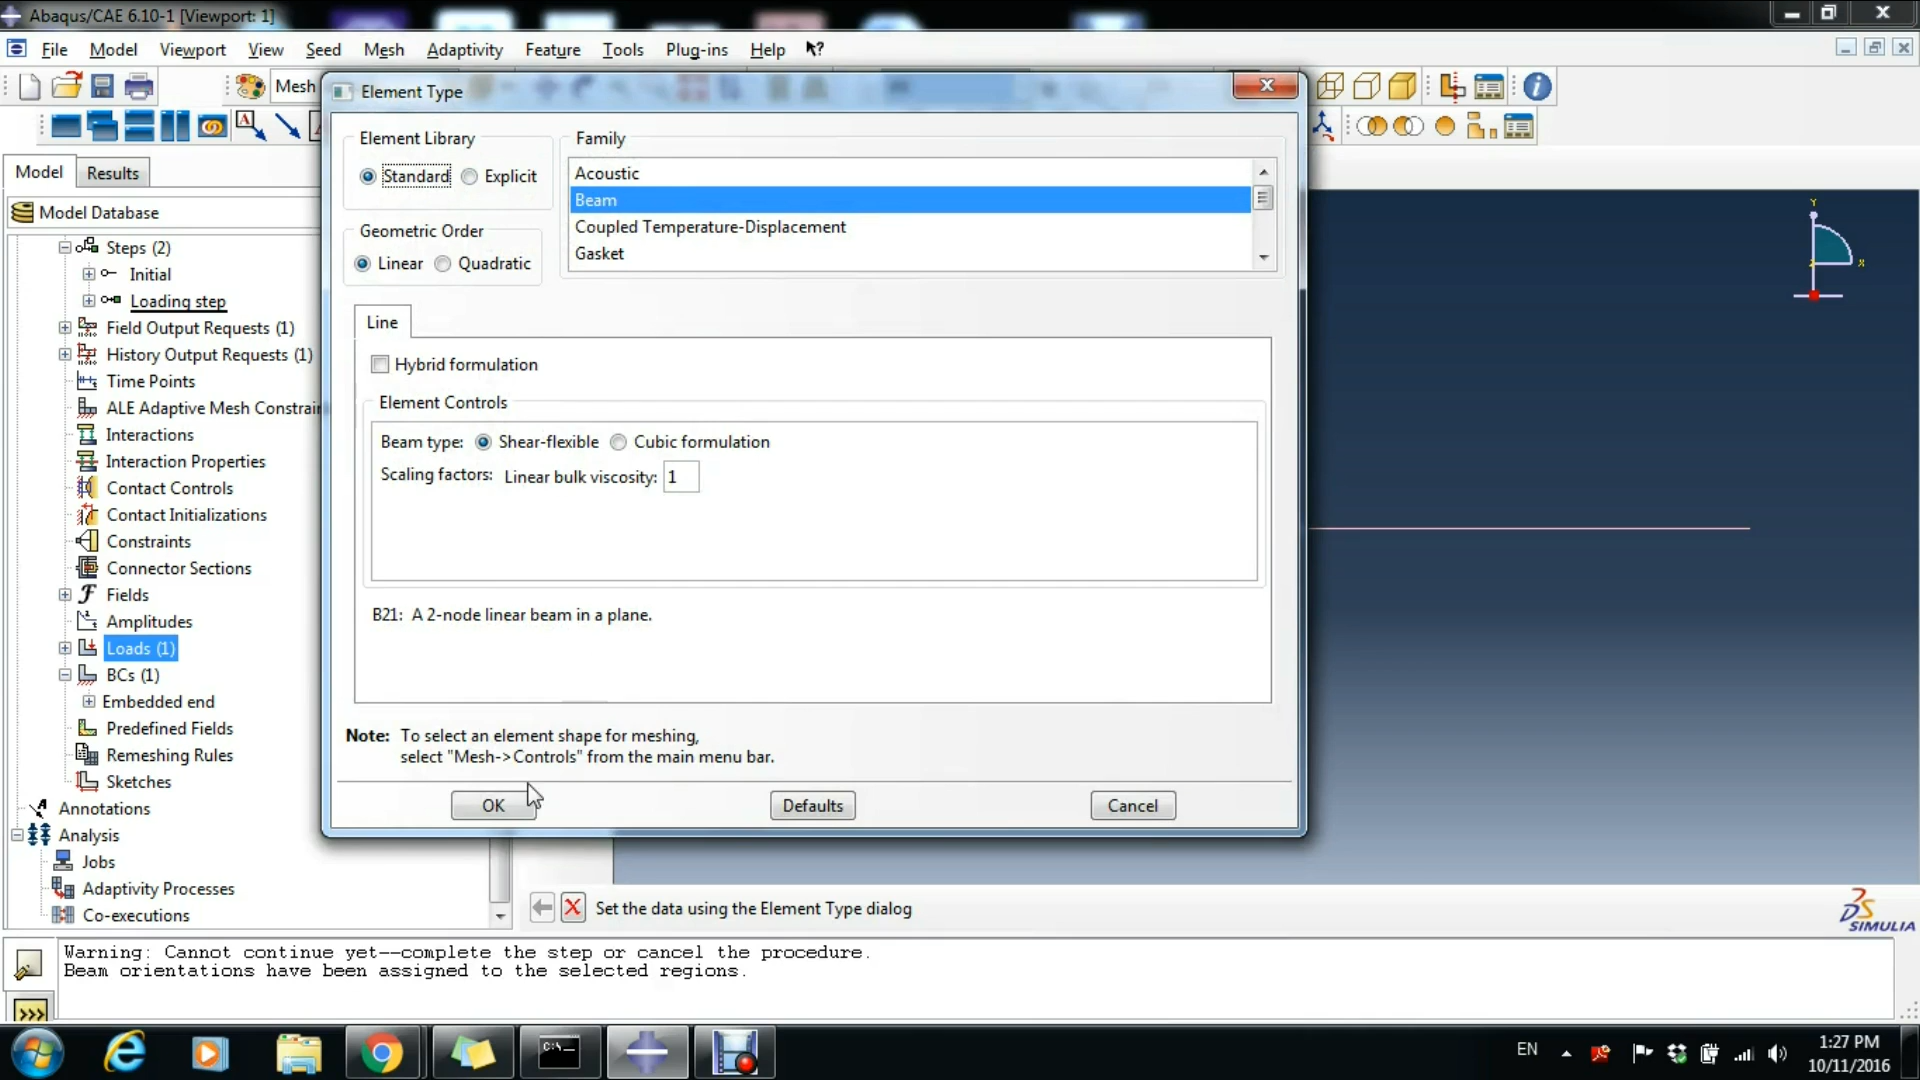 Abaqus/CAE 6.10-1 [Viewport: 1]
File Model Viewport View Seed Mesh Adaptivity Feature Tools Plug-ins Help
Mesh
Element Type
Element Library
Standard Explicit
Geometric Order
Linear Quadratic
Family
Acoustic
Beam
Coupled Temperature-Displacement
Gasket
Line
Hybrid formulation
Element Controls
Beam type: Shear-flexible Cubic formulation
Scaling factors: Linear bulk viscosity: 1
B21: A 2-node linear beam in a plane.
Note: To select an element shape for meshing,
select "Mesh->Controls" from the main menu bar.
OK Defaults Cancel
Model Results
Model Database
Steps (2)
Initial
Loading step
Field Output Requests (1)
History Output Requests (1)
Time Points
ALE Adaptive Mesh Constrai
Interactions
Interaction Properties
Contact Controls
Contact Initializations
Constraints
Connector Sections
Fields
Amplitudes
Loads (1)
BCs (1)
Embedded end
Predefined Fields
Remeshing Rules
Sketches
Annotations
Analysis
Jobs
Adaptivity Processes
Co-executions
Y
X
Set the data using the Element Type dialog
SIMULIA
Warning: Cannot continue yet--complete the step or cancel the procedure.
Beam orientations have been assigned to the selected regions.
>>>
C:\
EN
1:27 PM
10/11/2016